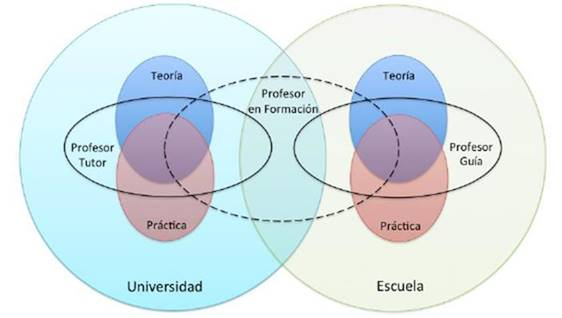 Teoría
Teoría
Profesor
en Formación
Profesor
Tutor
Profesor
Guía
Práctica
Práctica
Universidad
Escuela